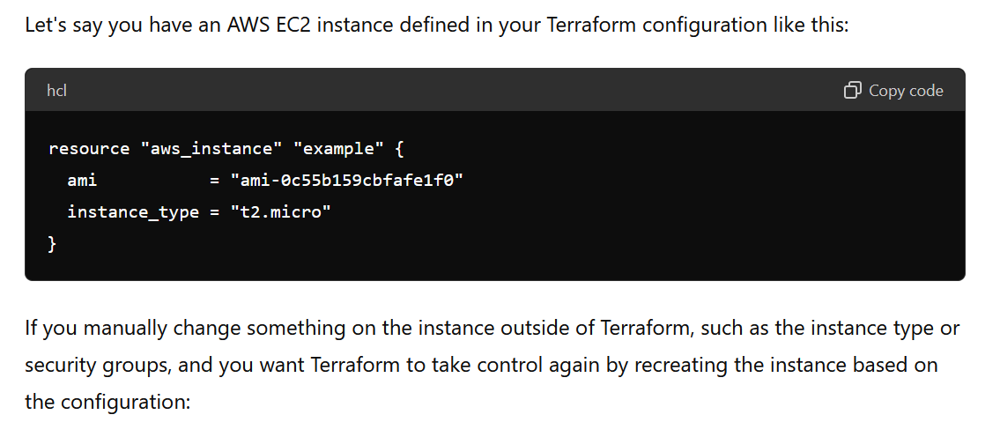 Let's say you have an AWS EC2 instance defined in your Terraform configuration like this:
hcl Copy code
resource "aws_instance" "example" {
  ami           = "ami-0c55b159cbfafe1f0"
  instance_type = "t2.micro"
}
If you manually change something on the instance outside of Terraform, such as the instance type or
security groups, and you want Terraform to take control again by recreating the instance based on
the configuration: